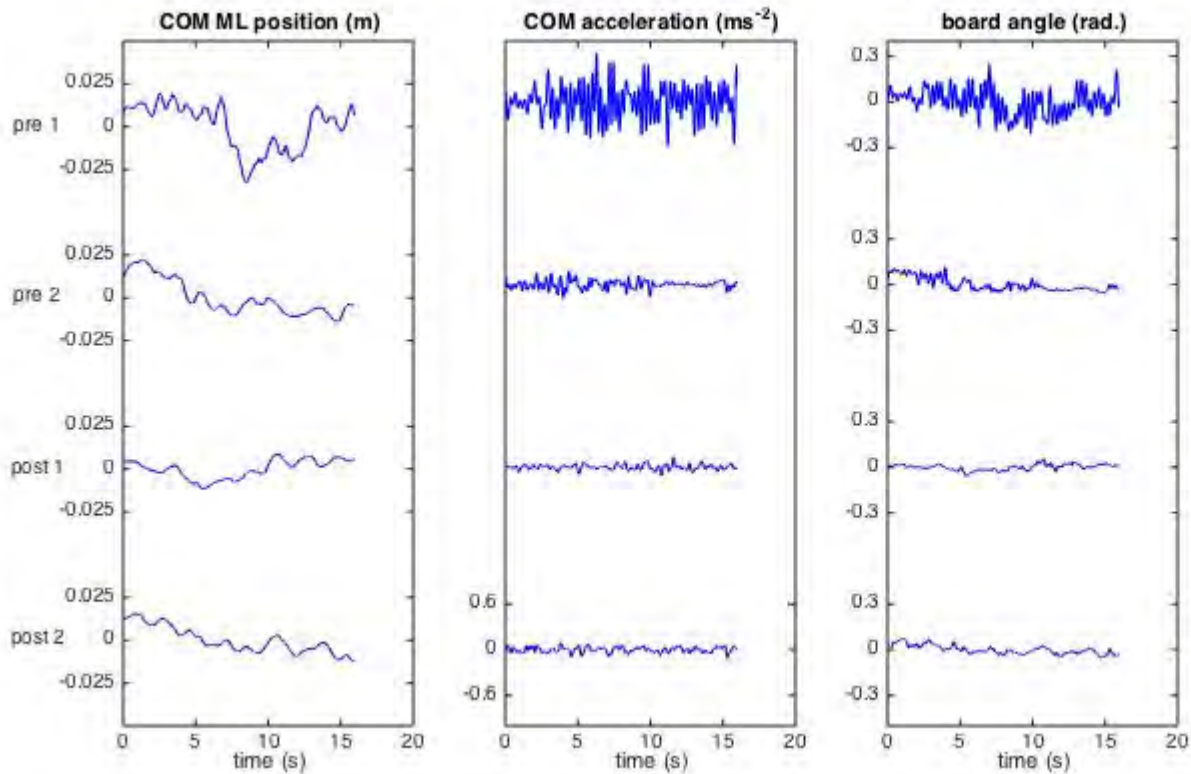 COM ML position (m)
COM acceleration (ms⁻²)
board angle (rad.)
pre 1
0.025
0
-0.025
pre 2
0.025
0
-0.025
post 1
0.025
0
-0.025
post 2
0.025
0
-0.025
0 5 10 15 20
time (s)
0.6
0
-0.6
0 5 10 15 20
time (s)
0.3
0
-0.3
0.3
0
-0.3
0.3
0
-0.3
0.3
0
-0.3
0 5 10 15 20
time (s)